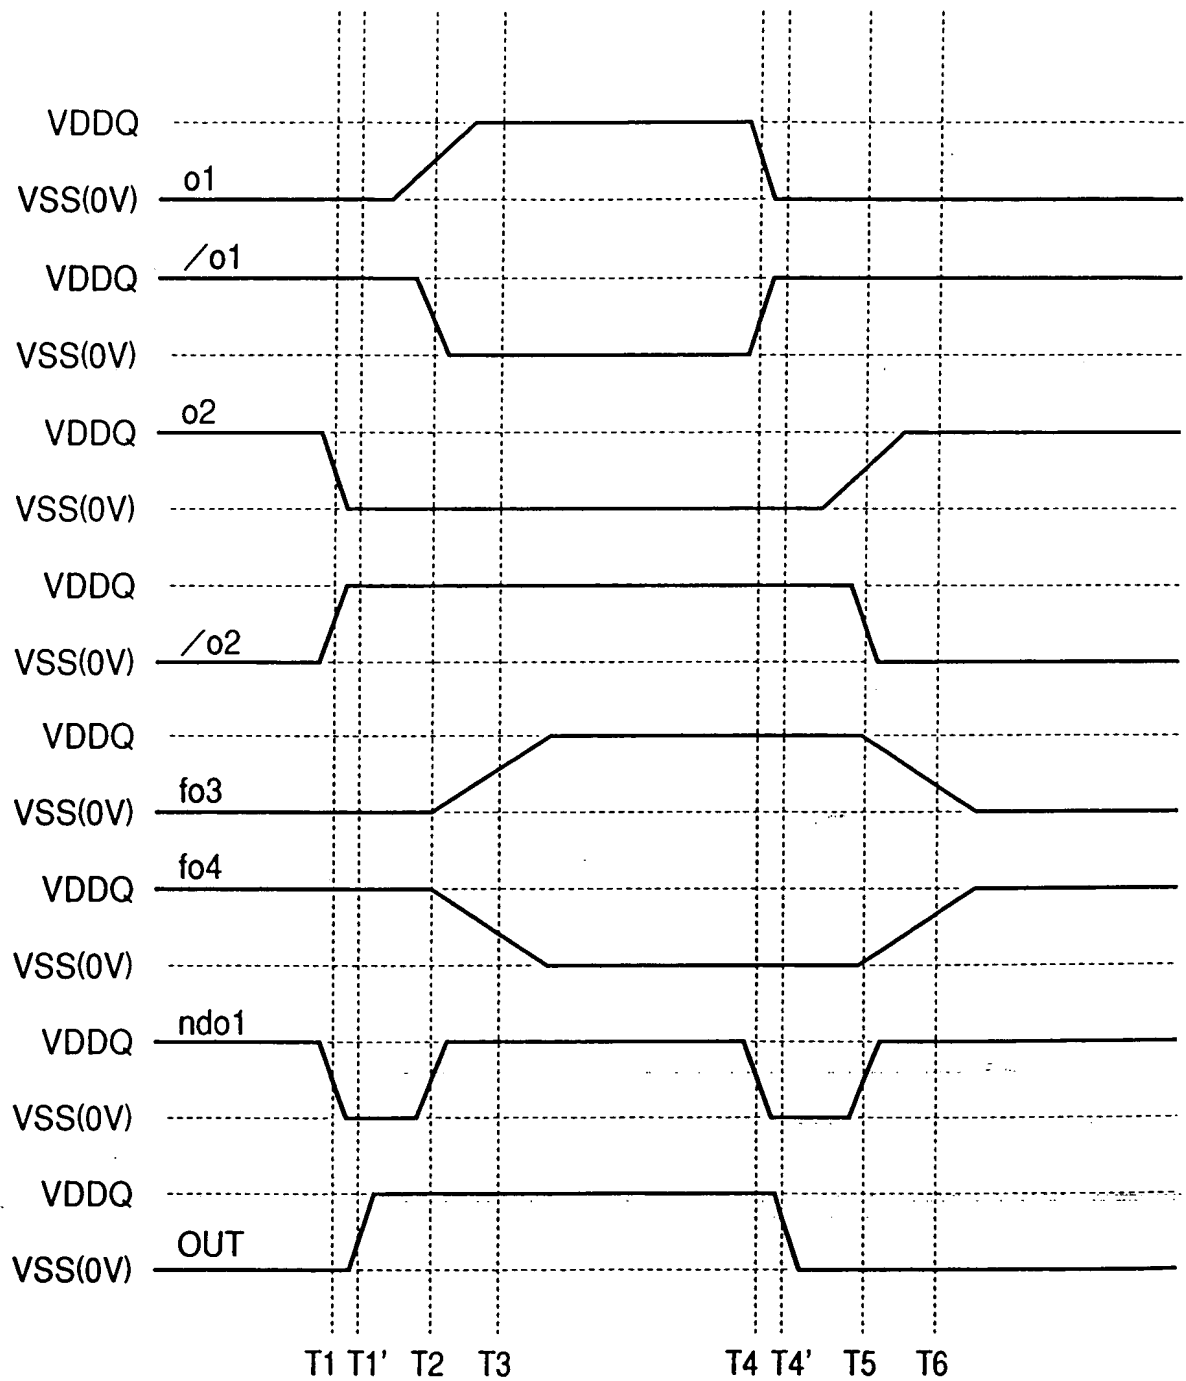 VDDQ
o1
VSS(0V)
/o1
VDDQ
VSS(0V)
o2
VDDQ
VSS(0V)
VDDQ
/o2
VSS(0V)
VDDQ
fo3
VSS(0V)
fo4
VDDQ
VSS(0V)
ndo1
VDDQ
VSS(0V)
VDDQ
OUT
VSS(0V)
T1 T1' T2 T3 T4 T4' T5 T6